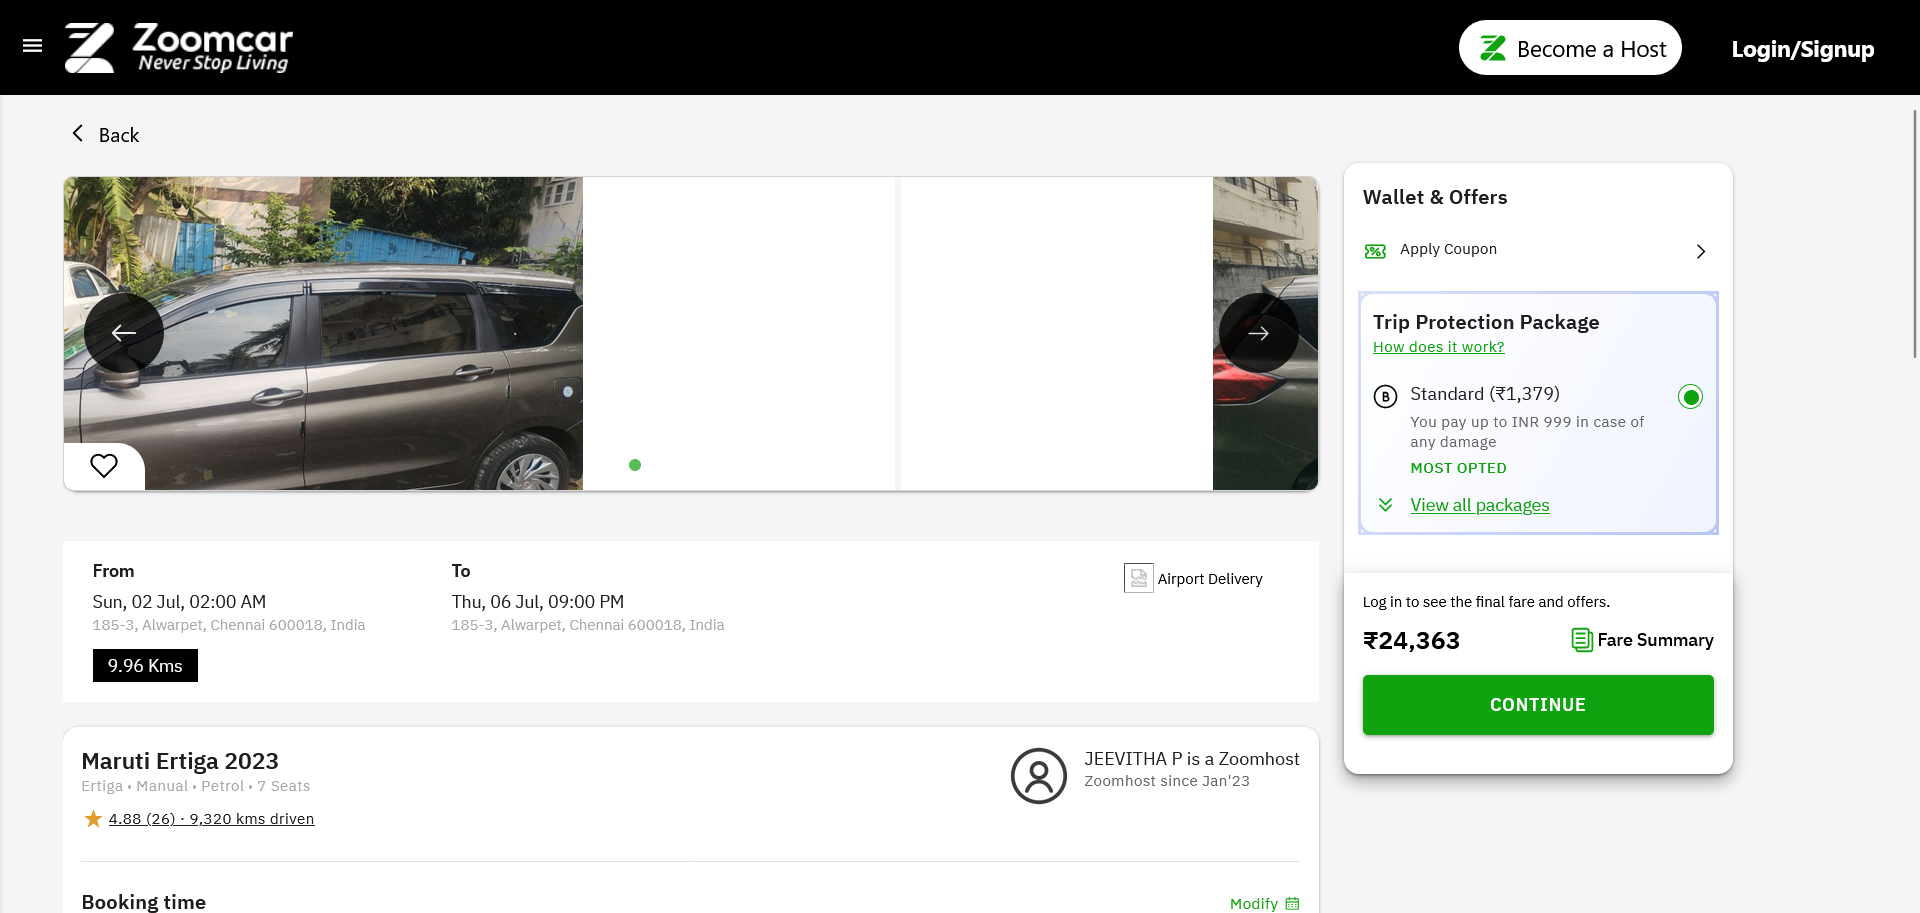 Zoomcar
Never Stop Living
Become a Host
Login/Signup
Back
Wallet & Offers
Apply Coupon
Trip Protection Package
How does it work?
B
Standard (₹1,379)
You pay up to INR 999 in case of
any damage
MOST OPTED
View all packages
Log in to see the final fare and offers.
₹24,363
Fare Summary
CONTINUE
From
Sun, 02 Jul, 02:00 AM
185-3, Alwarpet, Chennai 600018, India
9.96 Kms
To
Thu, 06 Jul, 09:00 PM
185-3, Alwarpet, Chennai 600018, India
Airport Delivery
Maruti Ertiga 2023
Ertiga • Manual • Petrol • 7 Seats
4.88 (26) · 9,320 kms driven
JEEVITHA P is a Zoomhost
Zoomhost since Jan'23
Booking time
Modify